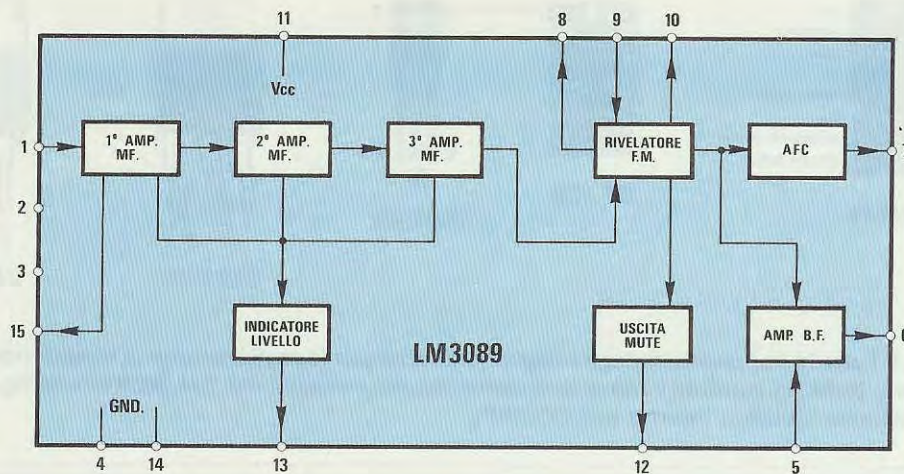 11
8
9
10
Vcc
1
1° AMP.
MF.
2° AMP.
MF.
3° AMP.
MF.
RIVELATORE
F.M.
AFC
2
3
15
INDICATORE
LIVELLO
LM3089
USCITA
MUTE
AMP. B.F.
GND.
4
14
13
12
5